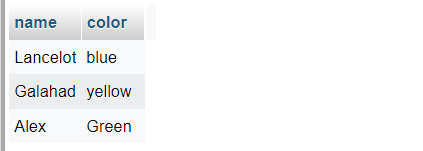 name color
Lancelot blue
Galahad yellow
Alex Green